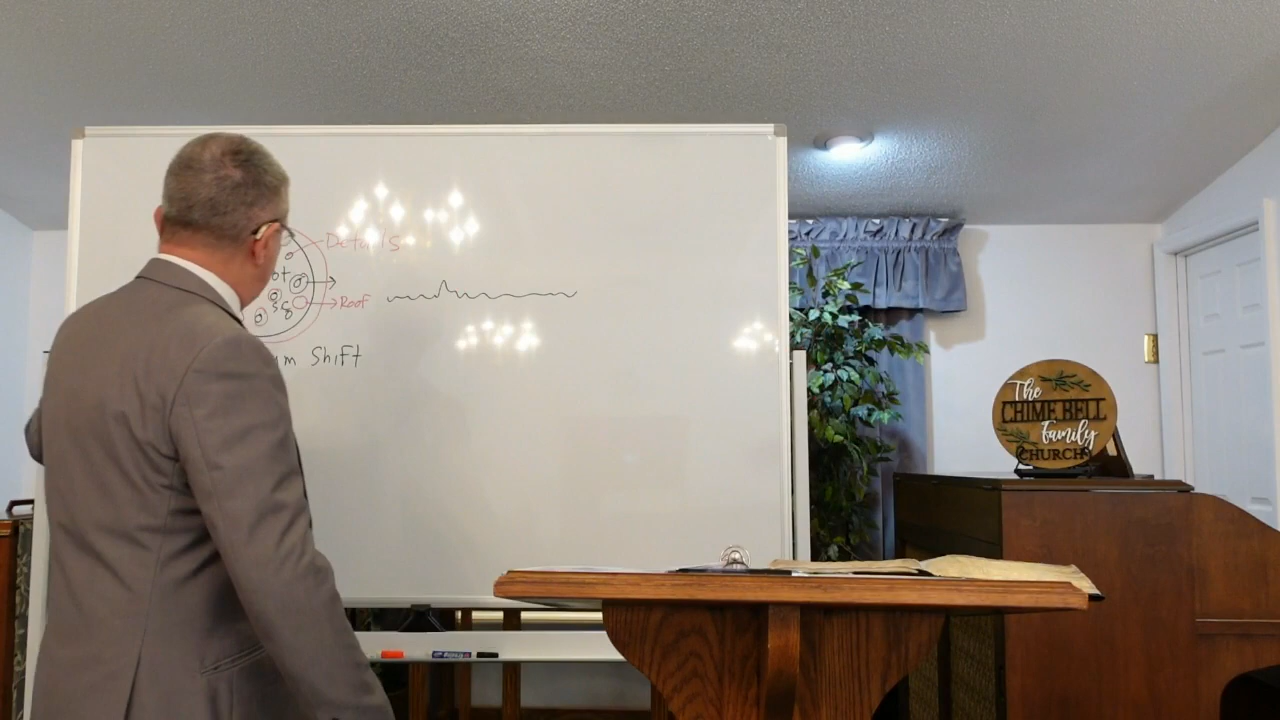 Details
→ Roof
Shift
The
CHIME BELL
Family
CHURCH